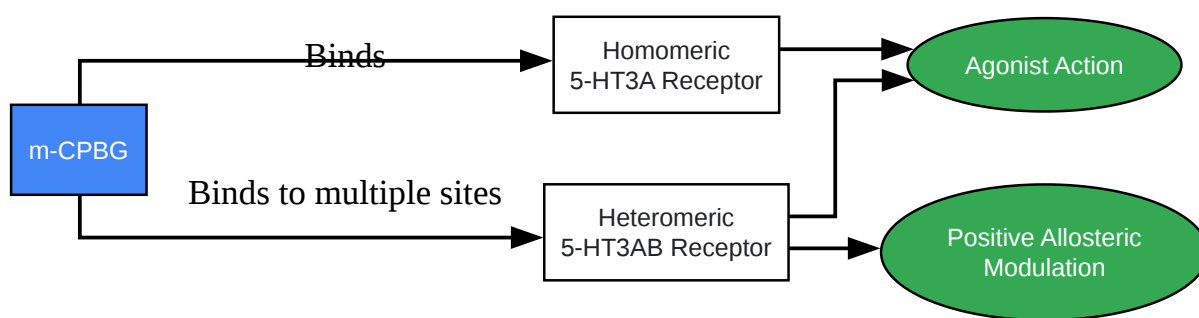 Binds
Homomeric
5-HT3A Receptor
Agonist Action
m-CPBG
Binds to multiple sites
Heteromeric
5-HT3AB Receptor
Positive Allosteric
Modulation